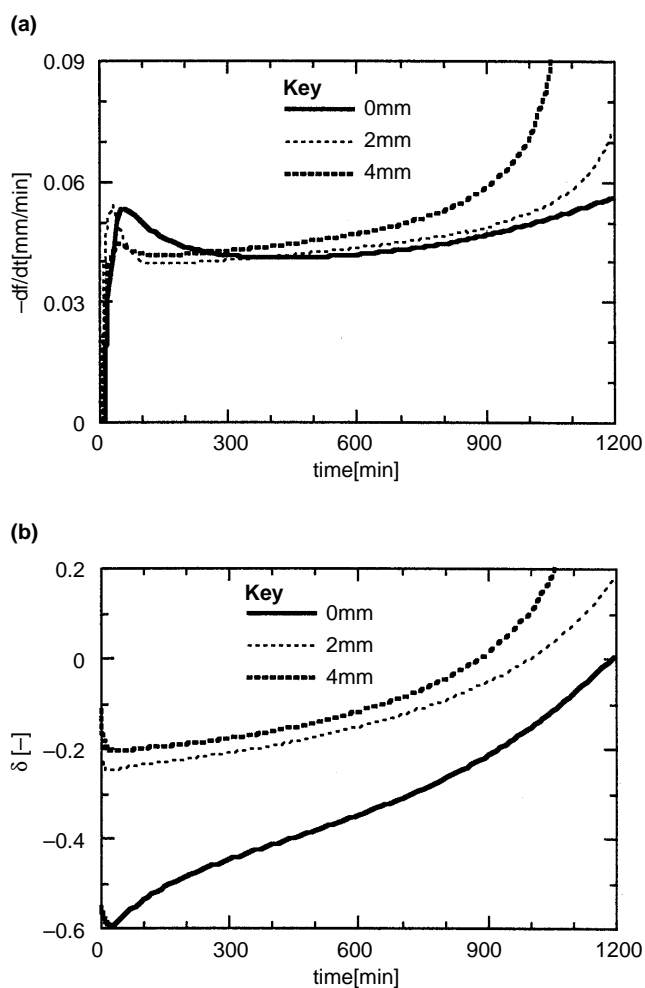 (a)
0.09
0.06
0.03
0
–df/dt[mm/min]
Key
0mm
2mm
4mm
0 300 600 900 1200
time[min]
(b)
0.2
0
–0.2
–0.4
–0.6
δ [–]
Key
0mm
2mm
4mm
0 300 600 900 1200
time[min]